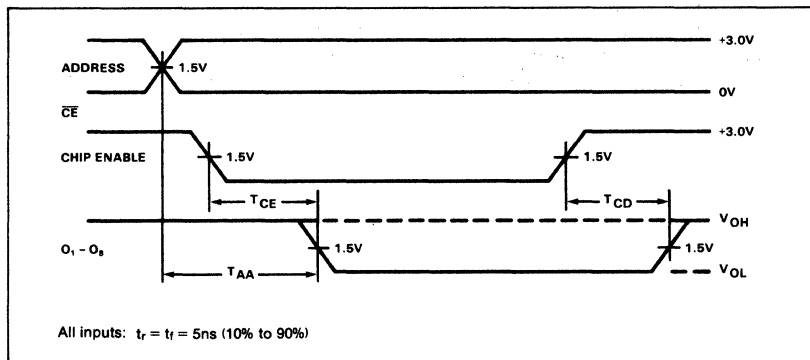 +3.0V
ADDRESS 1.5V
0V
CE
+3.0V
CHIP ENABLE 1.5V 1.5V
TCE TCD
VOH
O1 – O8 1.5V 1.5V
TAA
VOL
All inputs: tr = tf = 5ns (10% to 90%)